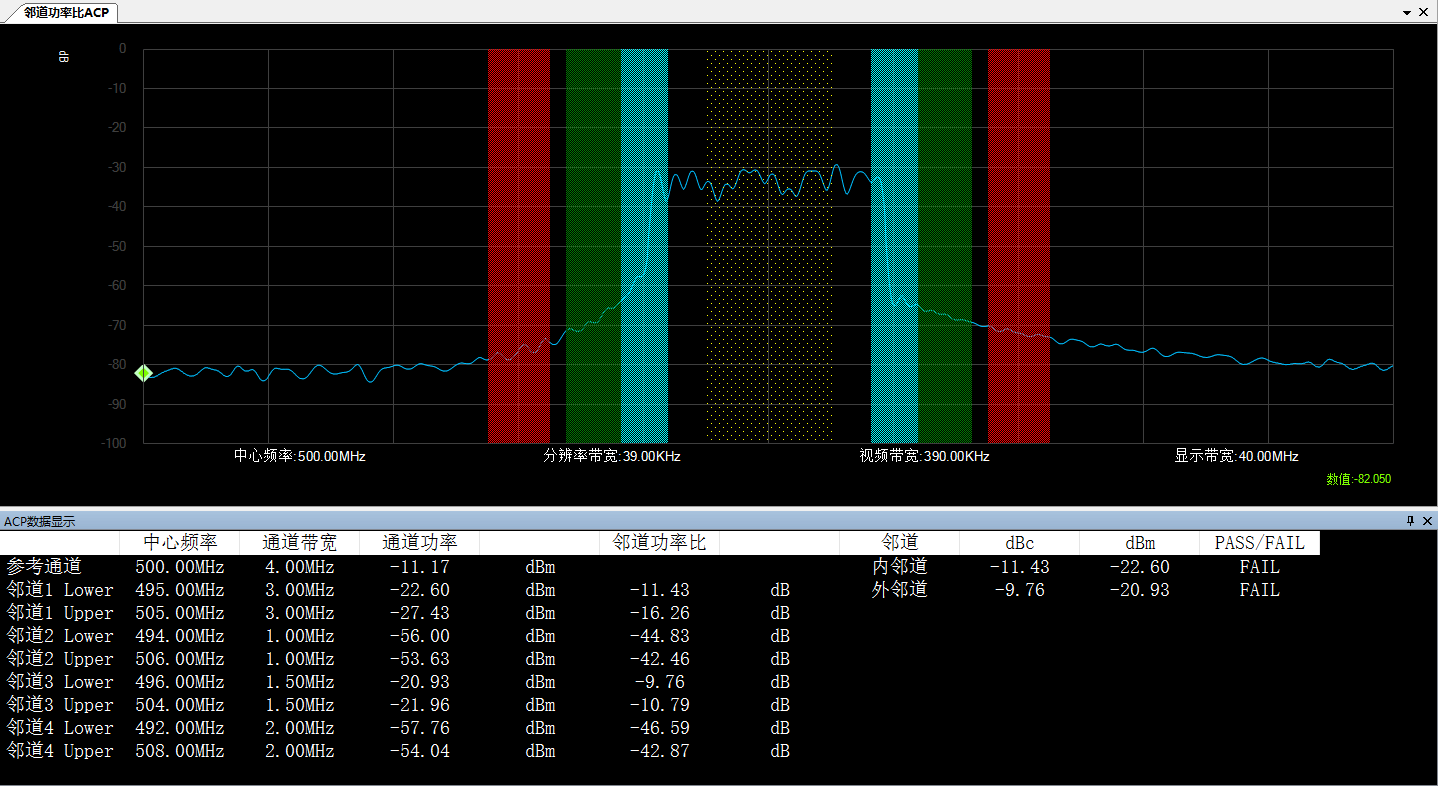 邻道功率比ACP
dB
0
-10
-20
-30
-40
-50
-60
-70
-80
-90
-100
中心频率:500.00MHz 分辨率带宽:39.00KHz 视频带宽:390.00KHz 显示带宽:40.00MHz
数值:-82.050
ACP数据显示
中心频率 通道带宽 通道功率 邻道功率比 邻道 dBc dBm PASS/FAIL
参考通道 500.00MHz 4.00MHz -11.17 dBm 内邻道 -11.43 -22.60 FAIL
邻道1 Lower 495.00MHz 3.00MHz -22.60 dBm -11.43 dB 外邻道 -9.76 -20.93 FAIL
邻道1 Upper 505.00MHz 3.00MHz -27.43 dBm -16.26 dB
邻道2 Lower 494.00MHz 1.00MHz -56.00 dBm -44.83 dB
邻道2 Upper 506.00MHz 1.00MHz -53.63 dBm -42.46 dB
邻道3 Lower 496.00MHz 1.50MHz -20.93 dBm -9.76 dB
邻道3 Upper 504.00MHz 1.50MHz -21.96 dBm -10.79 dB
邻道4 Lower 492.00MHz 2.00MHz -57.76 dBm -46.59 dB
邻道4 Upper 508.00MHz 2.00MHz -54.04 dBm -42.87 dB